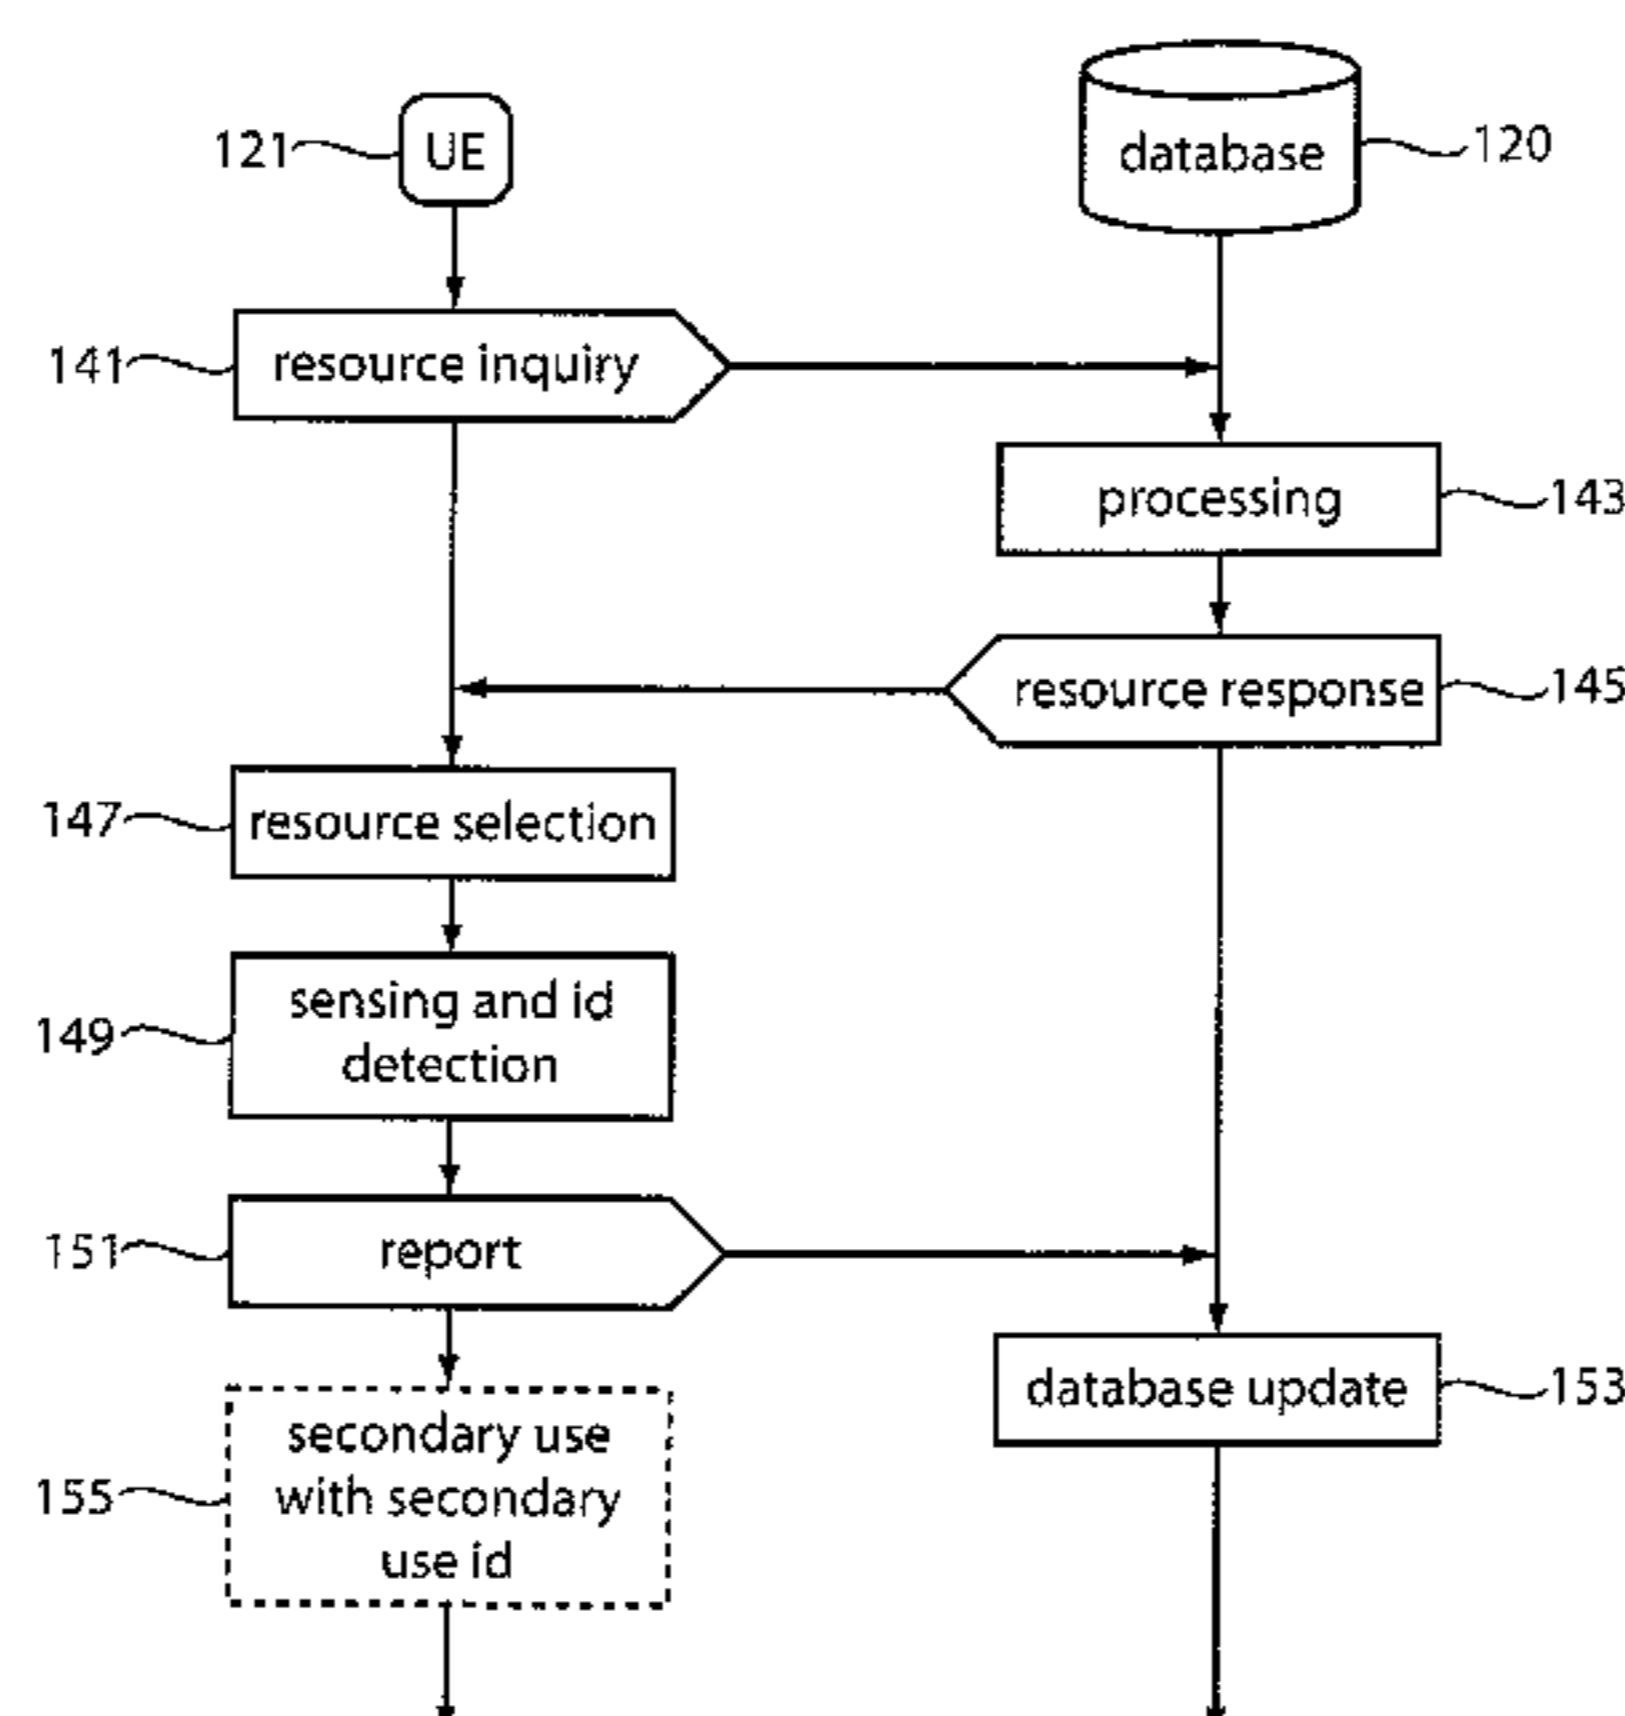 121 UE
database 120
141 resource inquiry
processing 143
resource response 145
147 resource selection
149 sensing and id
detection
151 report
database update 153
155 secondary use
with secondary
use id